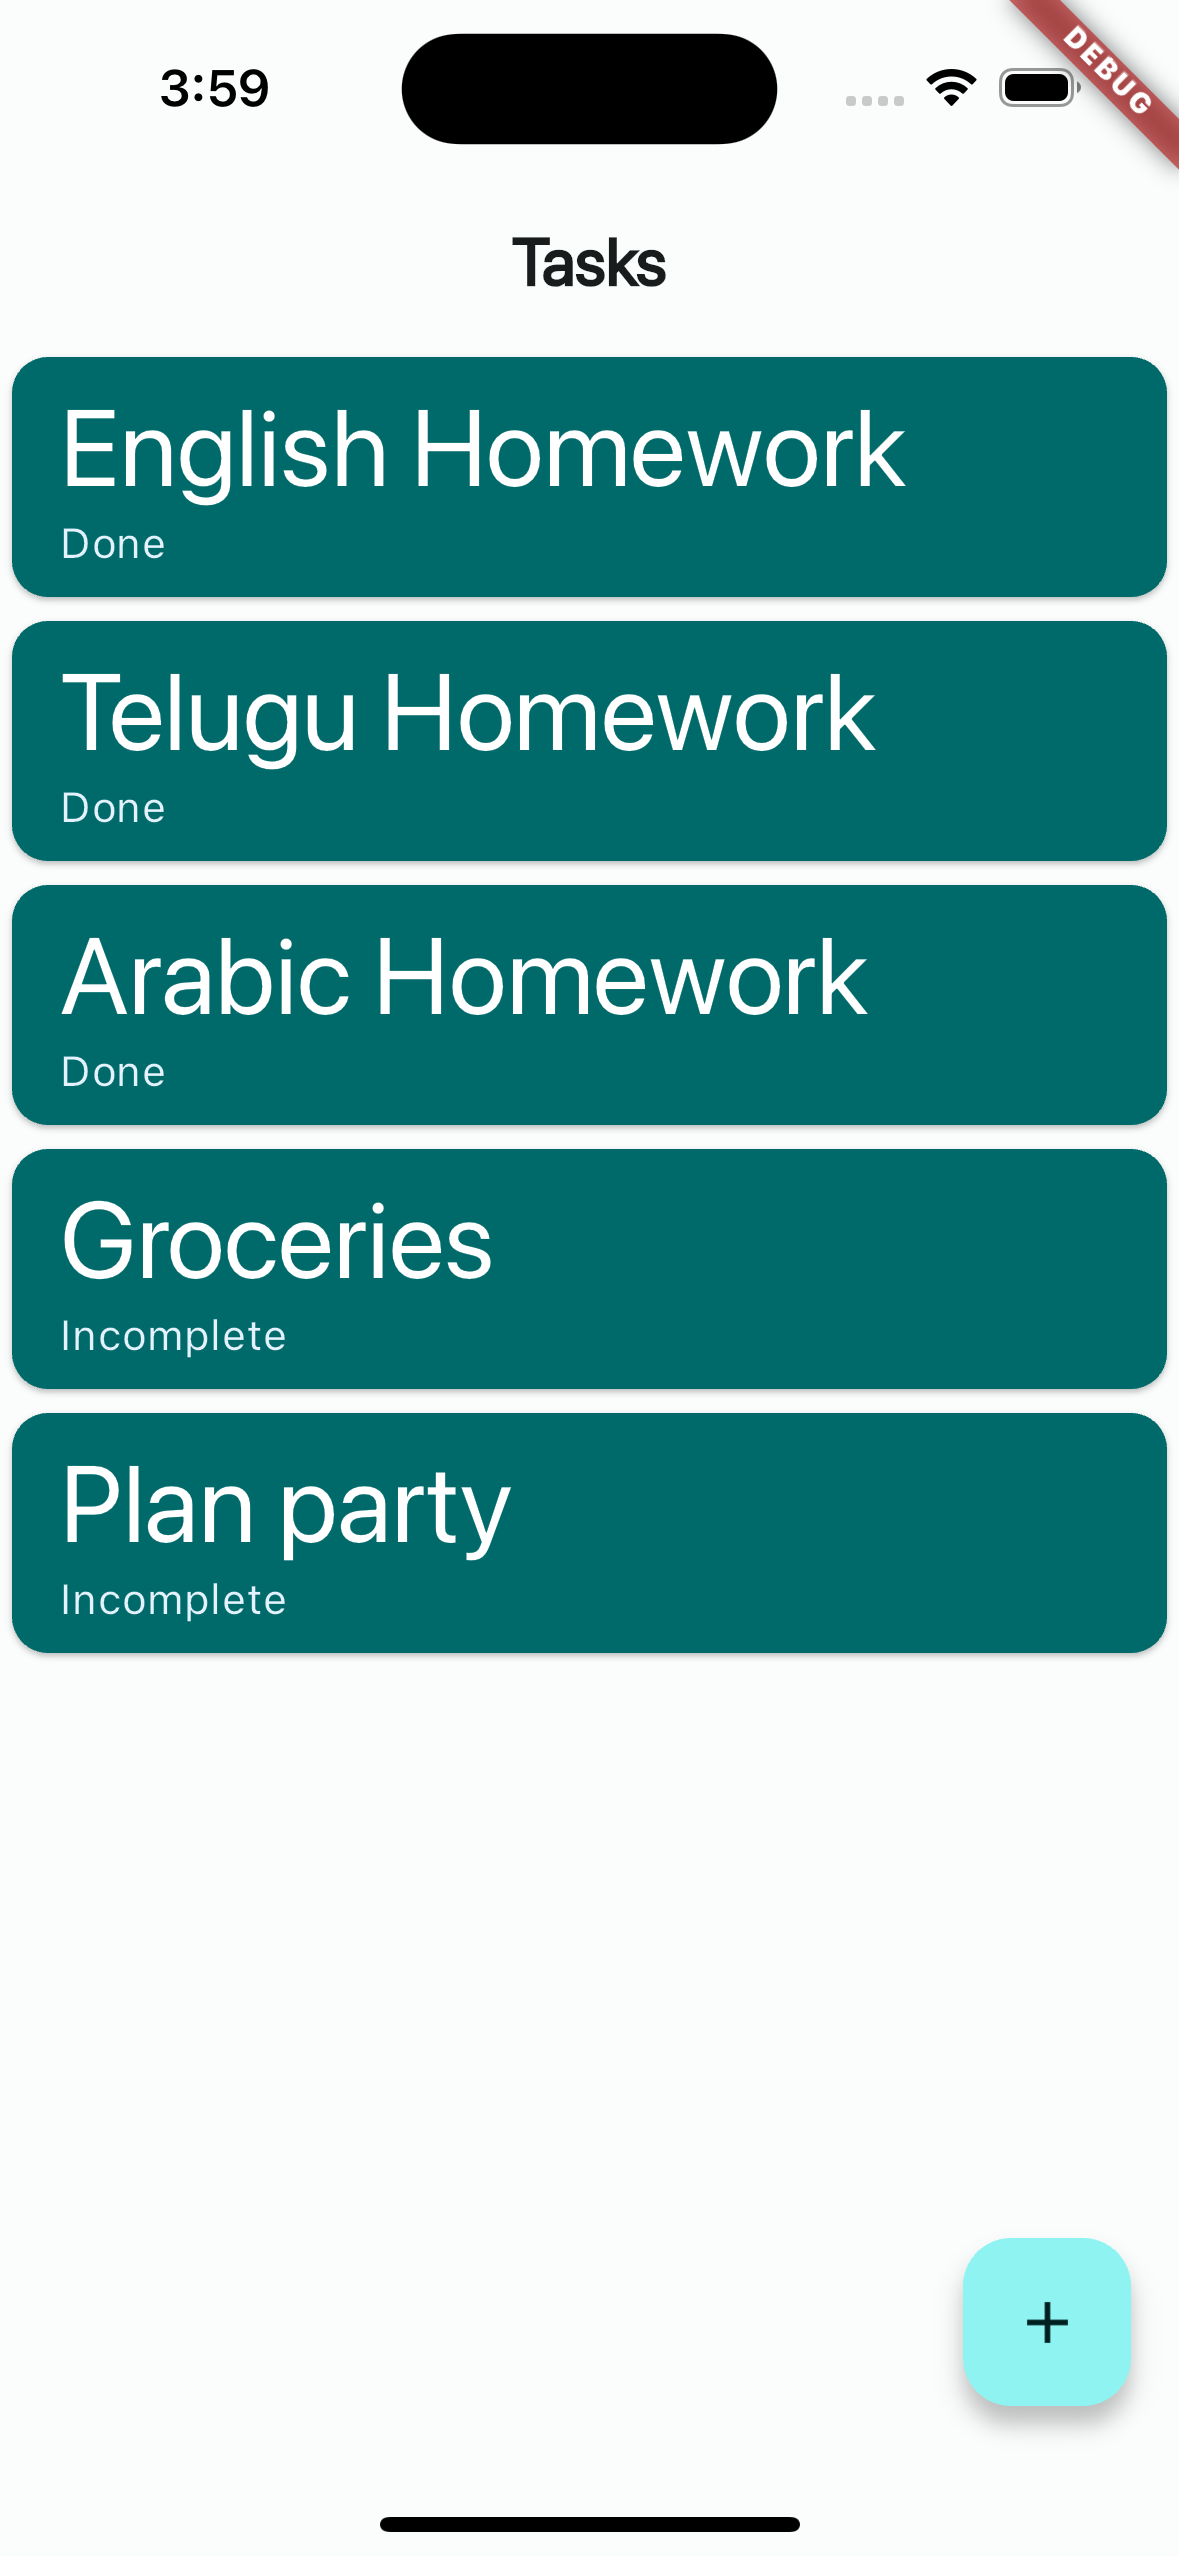 3:59
DEBUG
Tasks
English Homework
Done
Telugu Homework
Done
Arabic Homework
Done
Groceries
Incomplete
Plan party
Incomplete